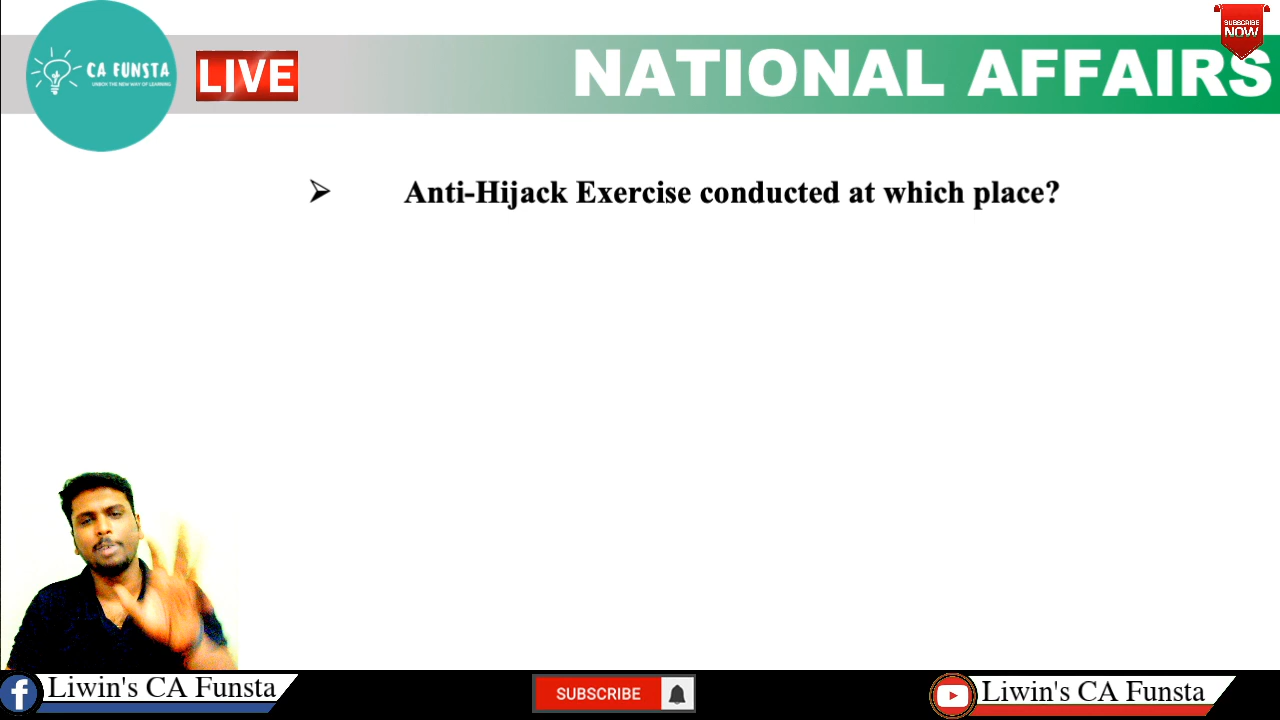 SUBSCRIBE
NOW
CA FUNSTA
LIVE
NATIONAL AFFAIRS
Anti-Hijack Exercise conducted at which place?
Liwin's CA Funsta
SUBSCRIBE
Liwin's CA Funsta